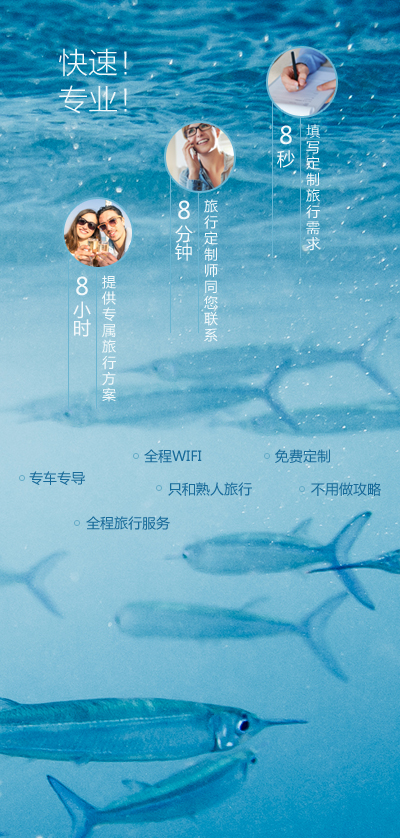 快速！
专业！
8秒
填写定制旅行需求
8分钟
旅行定制师同您联系
8小时
提供专属旅行方案
全程WIFI
免费定制
专车专导
只和熟人旅行
不用做攻略
全程旅行服务